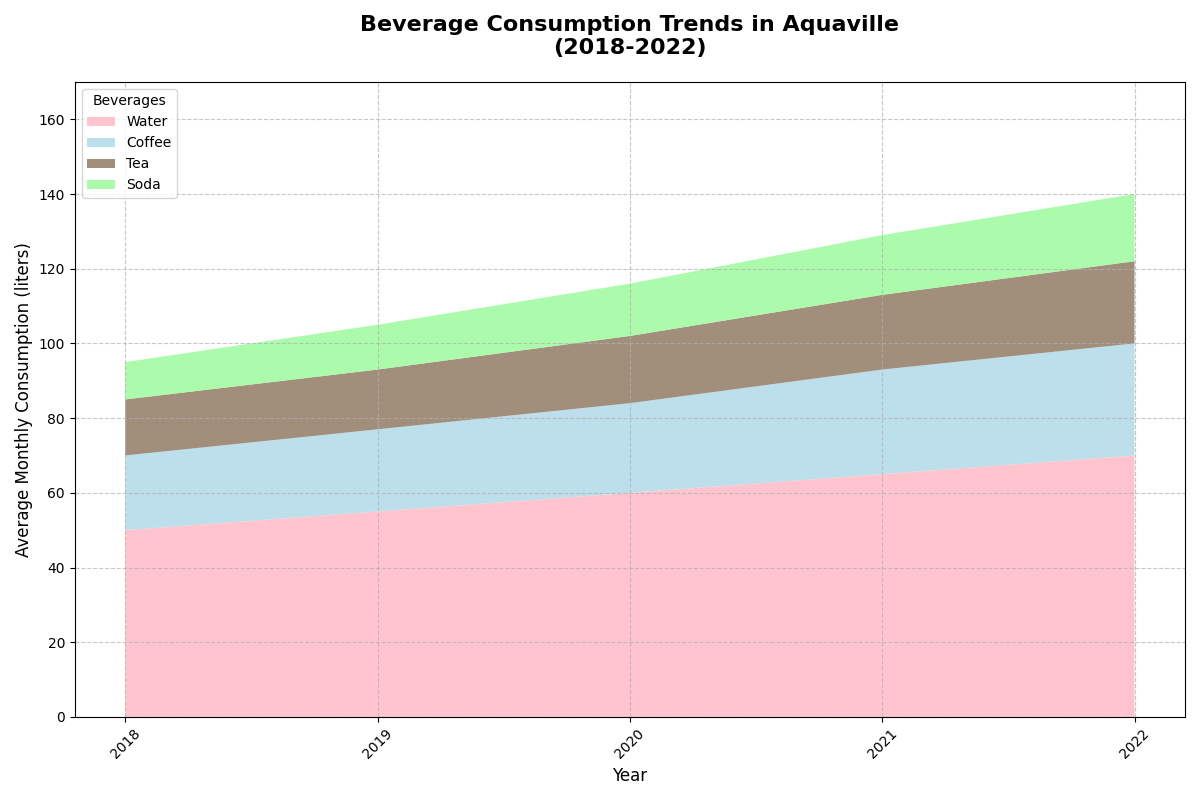 Beverage Consumption Trends in Aquaville
(2018-2022)
Beverages
Water
Coffee
Tea
Soda
Average Monthly Consumption (liters)
160
140
120
100
80
60
40
20
0
2018
2019
2020
2021
2022
Year